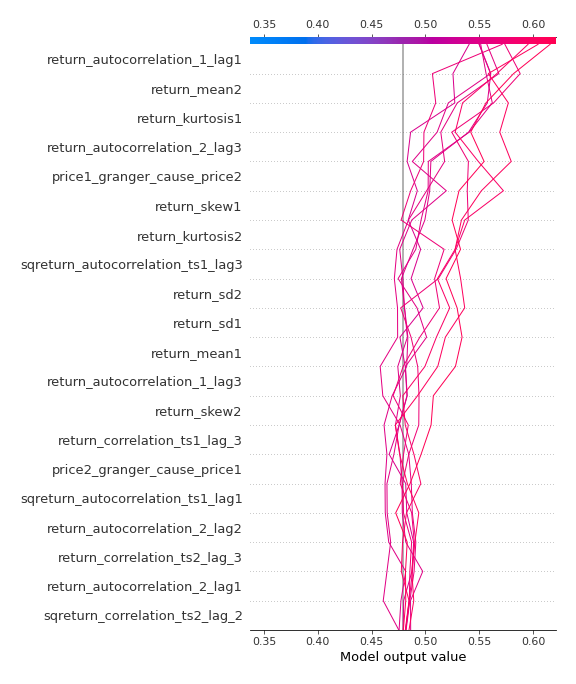 0.35 0.40 0.45 0.50 0.55 0.60
return_autocorrelation_1_lag1
return_mean2
return_kurtosis1
return_autocorrelation_2_lag3
price1_granger_cause_price2
return_skew1
return_kurtosis2
sqreturn_autocorrelation_ts1_lag3
return_sd2
return_sd1
return_mean1
return_autocorrelation_1_lag3
return_skew2
return_correlation_ts1_lag_3
price2_granger_cause_price1
sqreturn_autocorrelation_ts1_lag1
return_autocorrelation_2_lag2
return_correlation_ts2_lag_3
return_autocorrelation_2_lag1
sqreturn_correlation_ts2_lag_2
0.35 0.40 0.45 0.50 0.55 0.60
Model output value